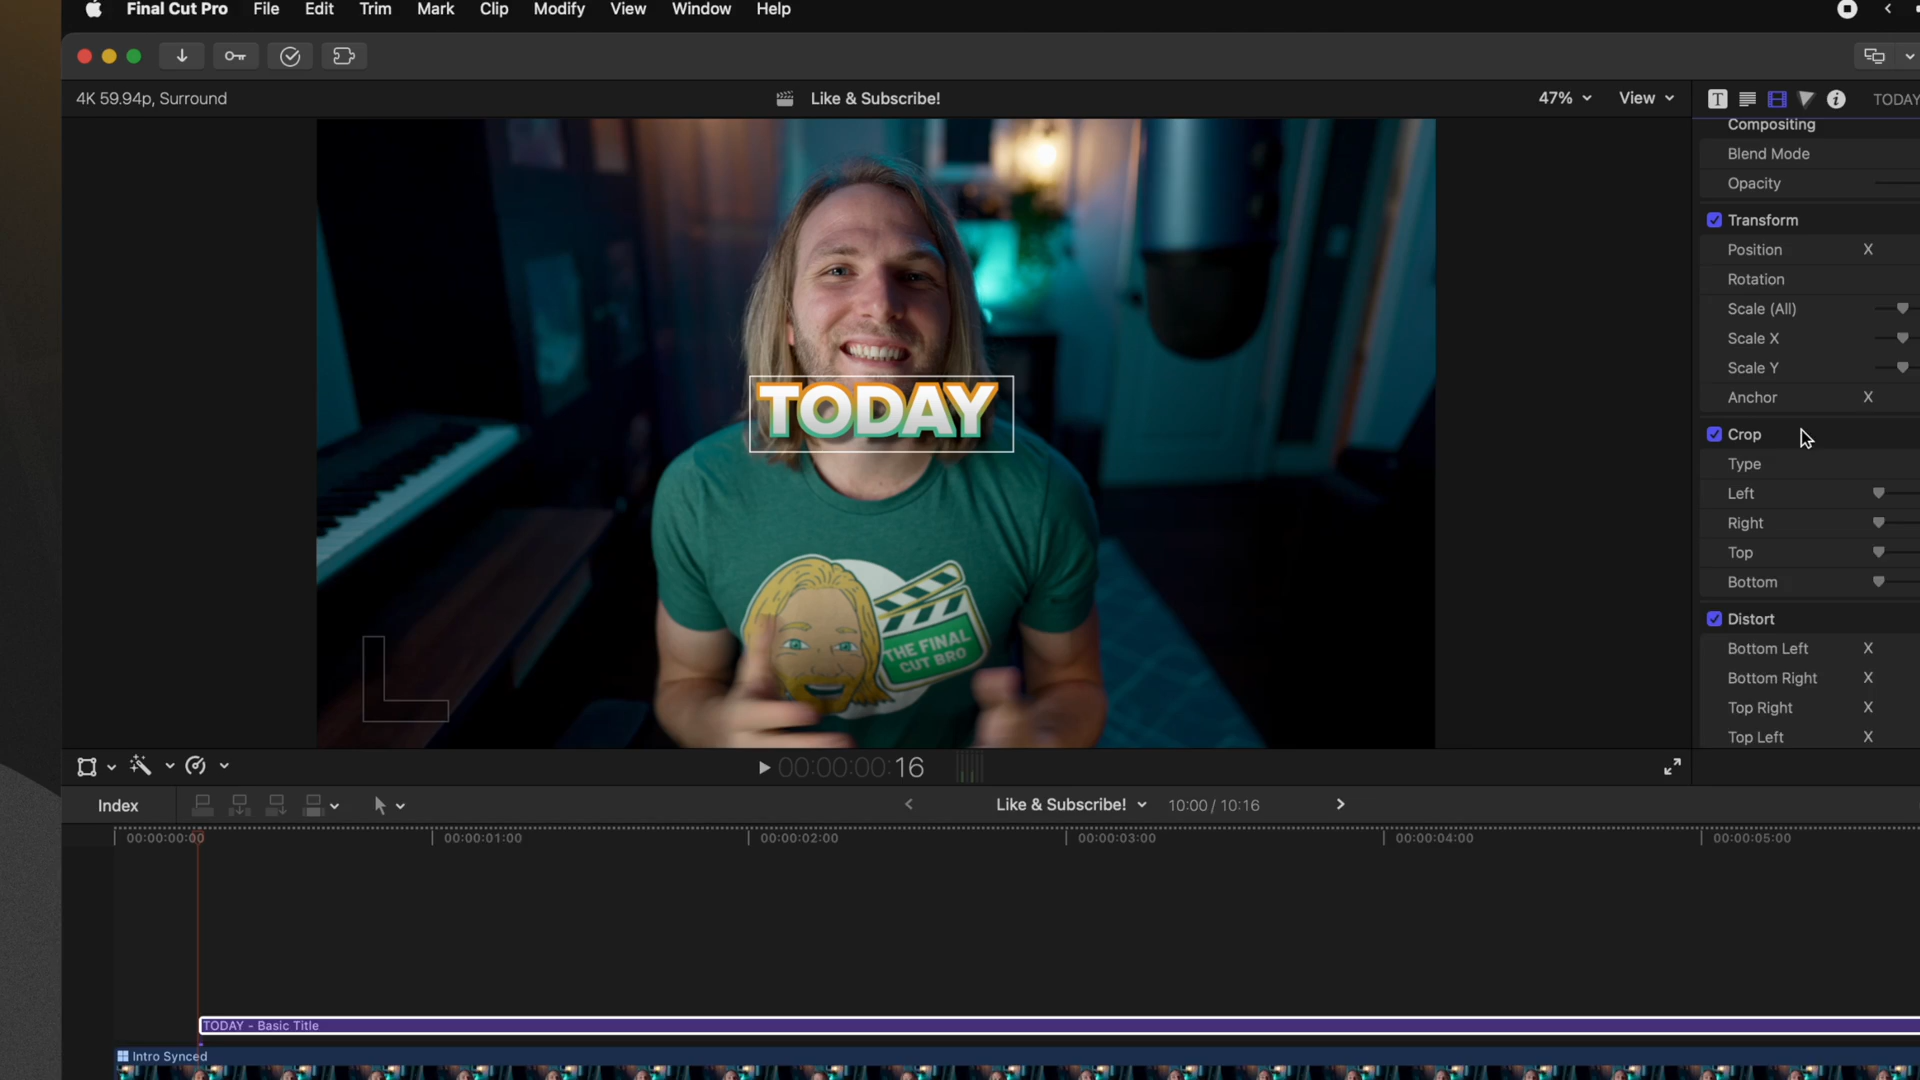 Final Cut Pro File Edit Trim Mark Clip Modify View Window Help
4K 59.94p, Surround
Like & Subscribe!
47% View
T i TODAY
Compositing
Blend Mode
Opacity
Transform
Position X
Rotation
Scale (All)
Scale X
Scale Y
Anchor X
Crop
Type
Left
Right
Top
Bottom
Distort
Bottom Left X
Bottom Right X
Top Right X
Top Left X
TODAY
THE FINAL
CUT BRO
00:00:00:16
Index
Like & Subscribe! 10:00 / 10:16
00:00:00:00 00:00:01:00 00:00:02:00 00:00:03:00 00:00:04:00 00:00:05:00
TODAY - Basic Title
Intro Synced